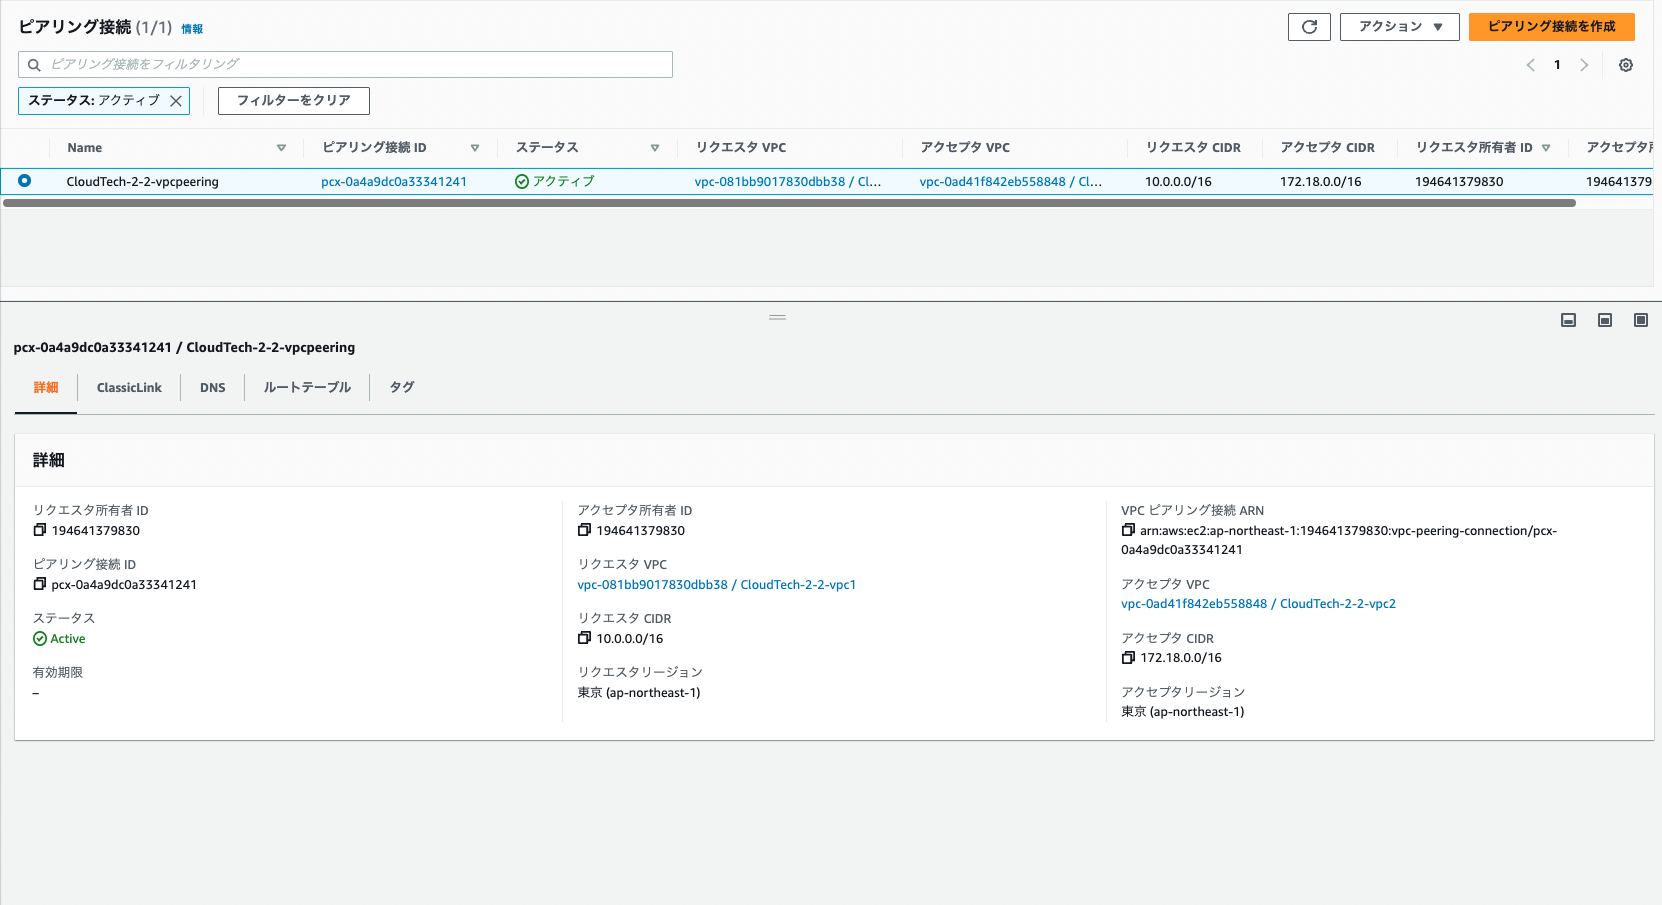 ピアリング接続 (1/1) 情報
アクション ▼
ピアリング接続を作成
ピアリング接続をフィルタリング
1
ステータス: アクティブ
フィルターをクリア
Name ピアリング接続 ID ステータス リクエスタ VPC アクセプタ VPC リクエスタ CIDR アクセプタ CIDR リクエスタ所有者 ID アクセプタ所
CloudTech-2-2-vpcpeering pcx-0a4a9dc0a33341241 アクティブ vpc-081bb9017830dbb38 / Cl... vpc-0ad41f842eb558848 / Cl... 10.0.0.0/16 172.18.0.0/16 194641379830 194641379
pcx-0a4a9dc0a33341241 / CloudTech-2-2-vpcpeering
詳細 ClassicLink DNS ルートテーブル タグ
詳細
リクエスタ所有者 ID
194641379830
ピアリング接続 ID
pcx-0a4a9dc0a33341241
ステータス
Active
有効期限
–
アクセプタ所有者 ID
194641379830
リクエスタ VPC
vpc-081bb9017830dbb38 / CloudTech-2-2-vpc1
リクエスタ CIDR
10.0.0.0/16
リクエスタリージョン
東京 (ap-northeast-1)
VPC ピアリング接続 ARN
arn:aws:ec2:ap-northeast-1:194641379830:vpc-peering-connection/pcx-
0a4a9dc0a33341241
アクセプタ VPC
vpc-0ad41f842eb558848 / CloudTech-2-2-vpc2
アクセプタ CIDR
172.18.0.0/16
アクセプタリージョン
東京 (ap-northeast-1)